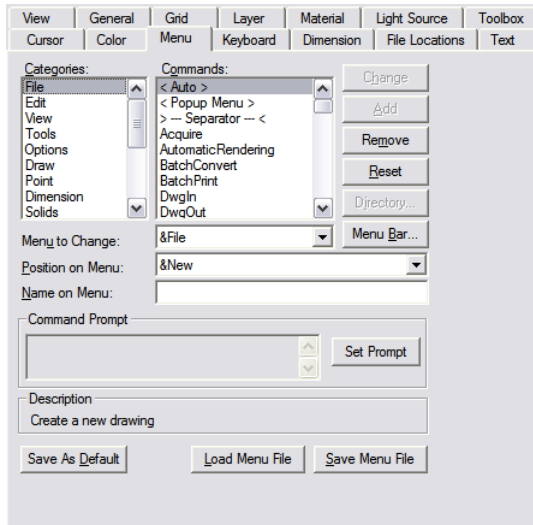 View General Grid Layer Material Light Source Toolbox
Cursor Color Menu Keyboard Dimension File Locations Text
Categories: Commands:
File < Auto > Change
Edit < Popup Menu >
View > --- Separator --- < Add
Tools Acquire
Options AutomaticRendering Remove
Draw BatchConvert
Point BatchPrint Reset
Dimension DwgIn
Solids DwgOut Directory...
Menu to Change: &File Menu Bar...
Position on Menu: &New
Name on Menu:
Command Prompt
Set Prompt
Description
Create a new drawing
Save As Default Load Menu File Save Menu File